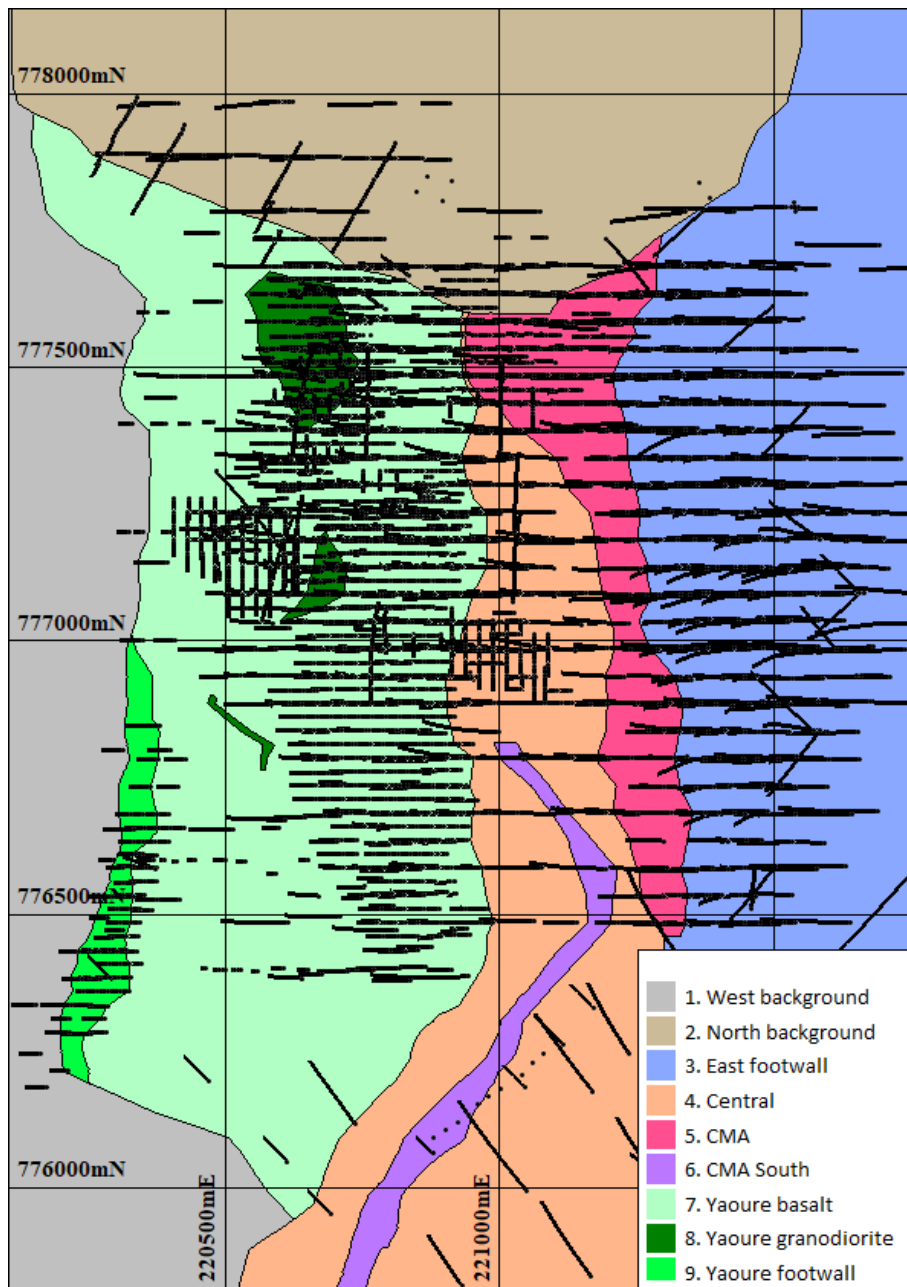 778000mN
777500mN
777000mN
776500mN
776000mN
220500mE
221000mE
1. West background
2. North background
3. East footwall
4. Central
5. CMA
6. CMA South
7. Yaoure basalt
8. Yaoure granodiorite
9. Yaoure footwall